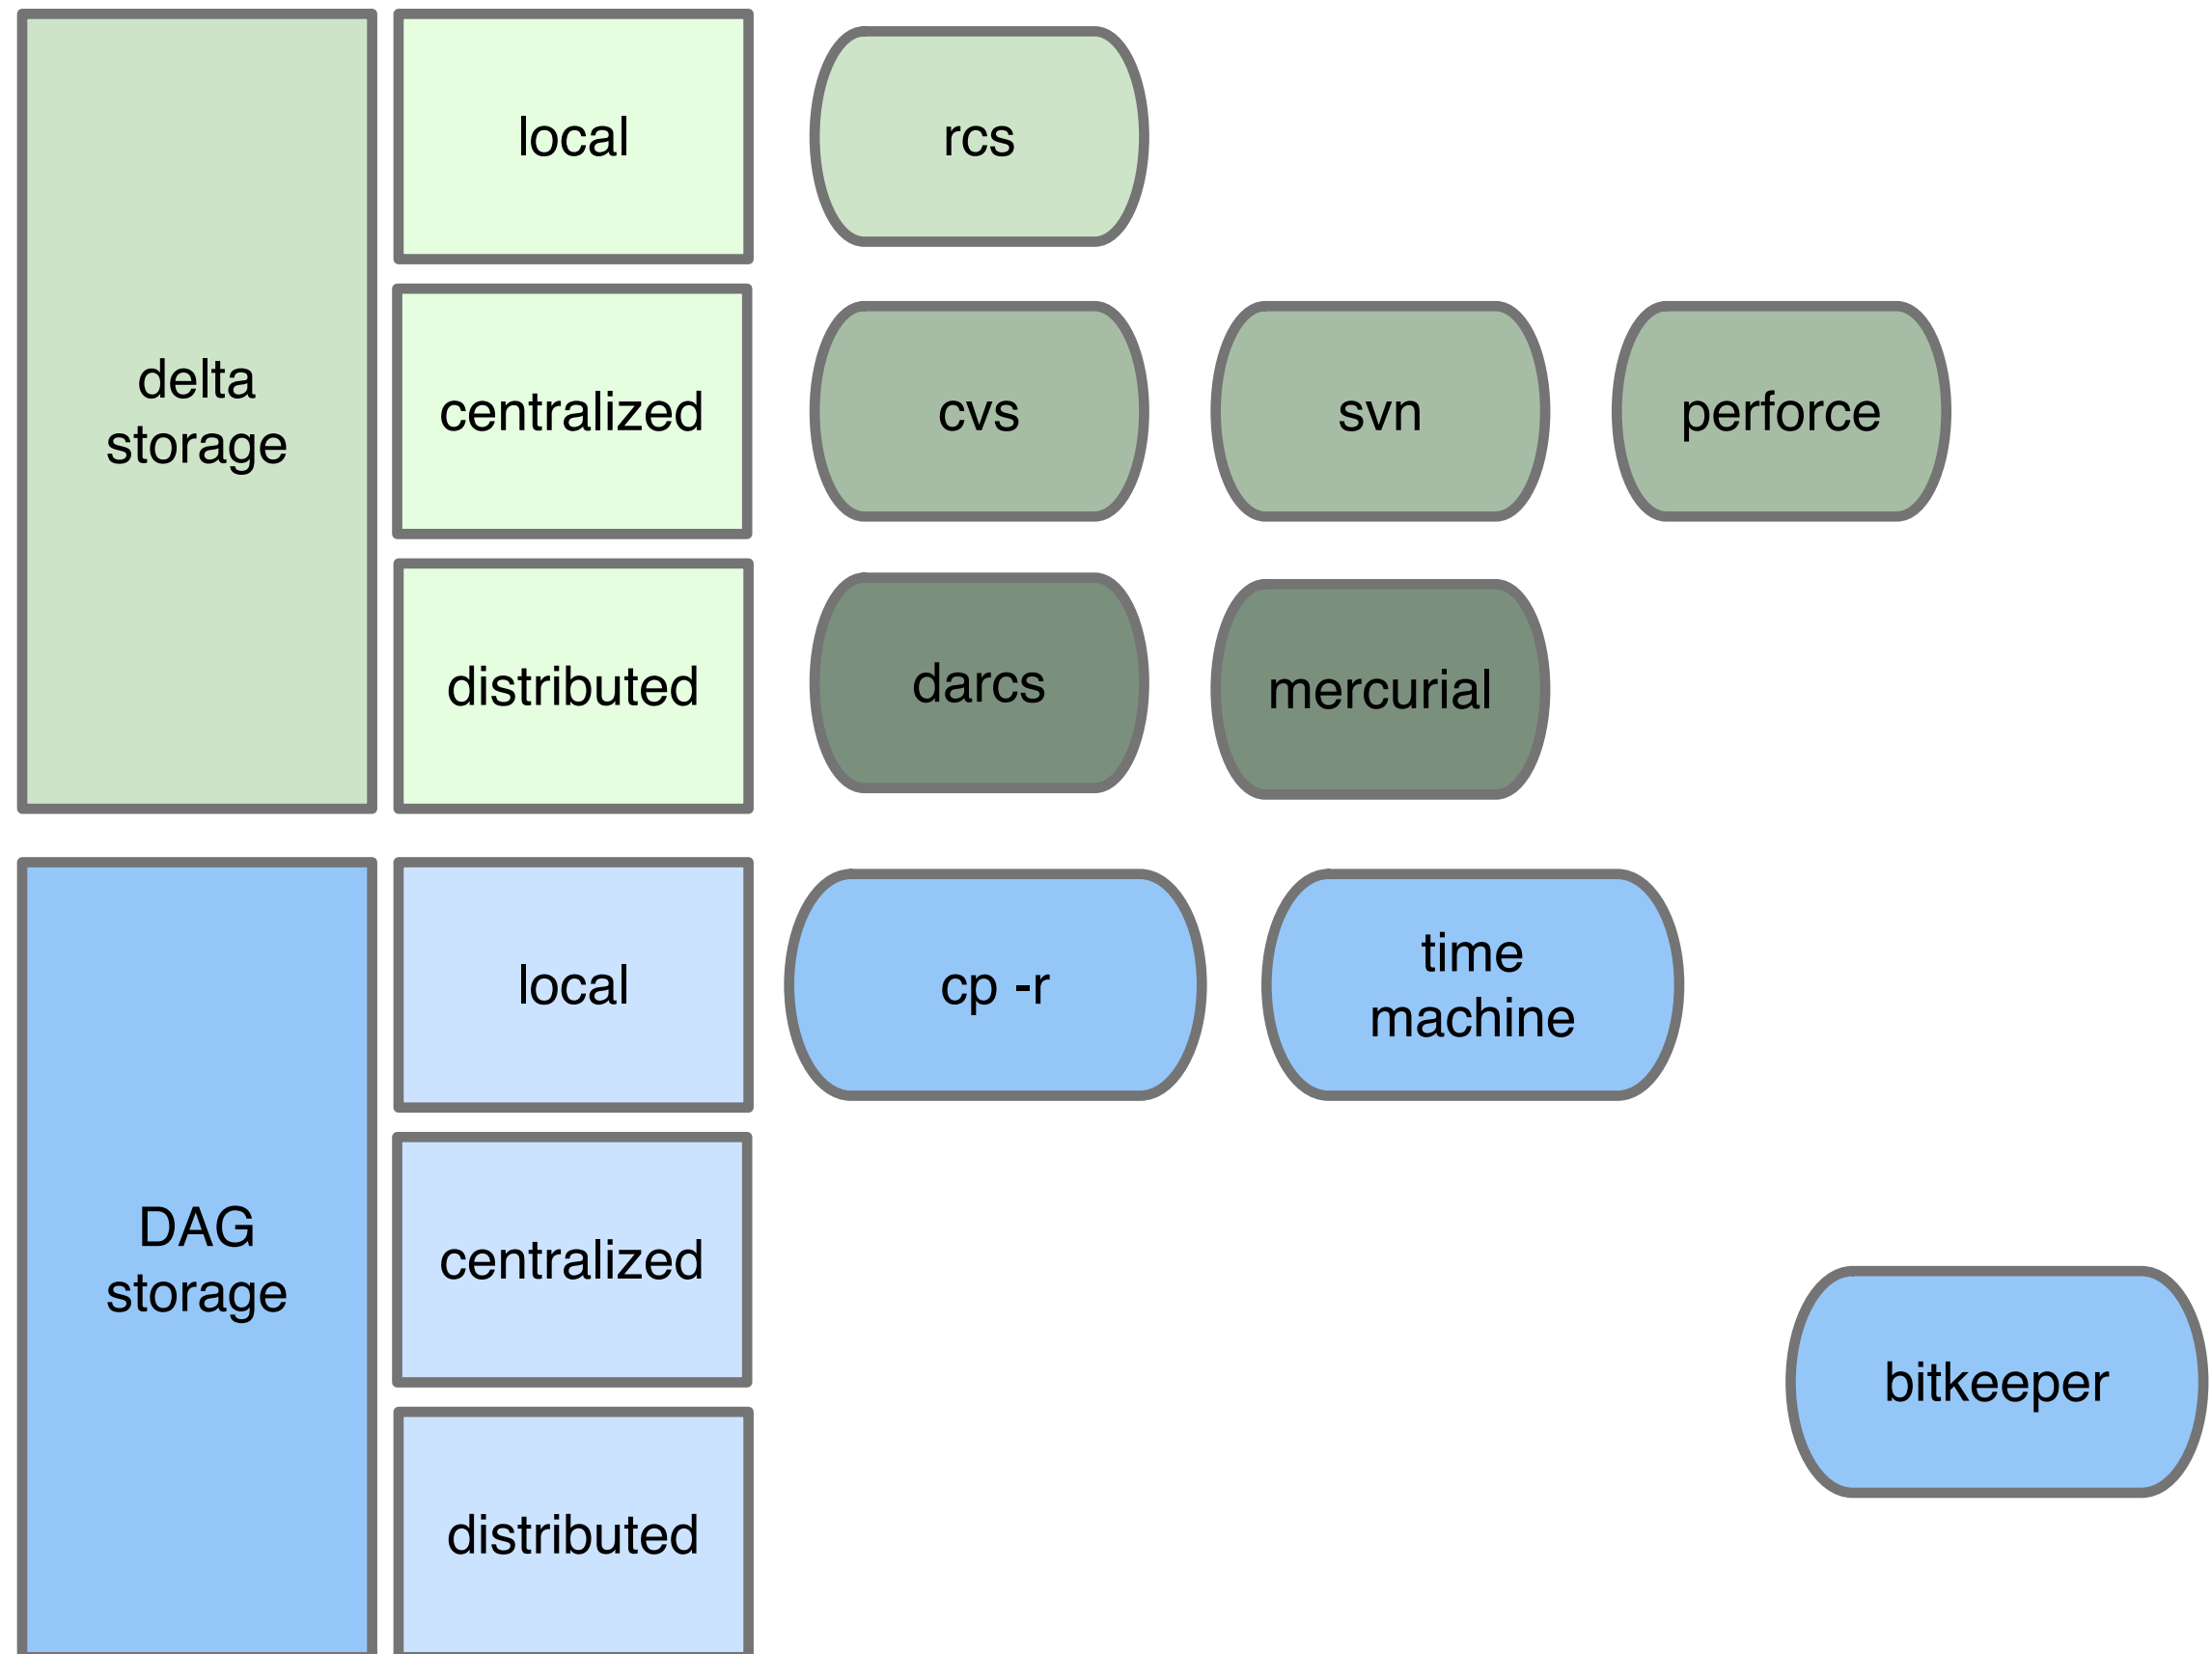 local
rcs
delta
storage
centralized
cvs
svn
perforce
distributed
darcs
mercurial
local
cp -r
time
machine
DAG
storage
centralized
bitkeeper
distributed